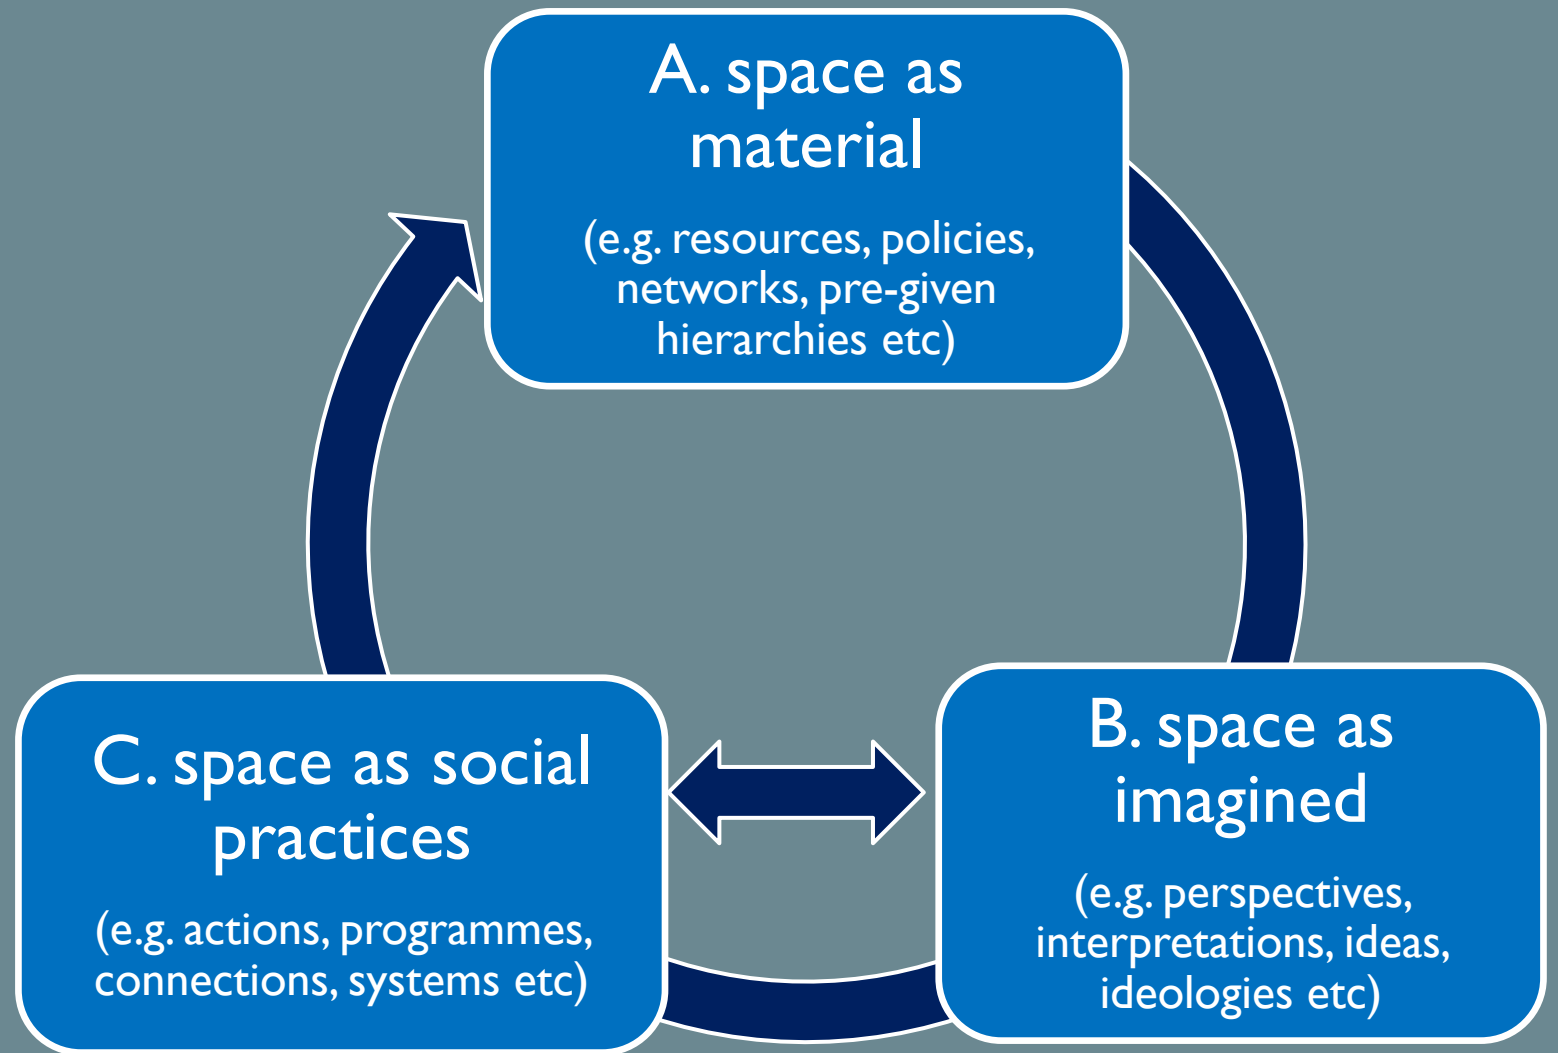 A. space as
material
(e.g. resources, policies,
networks, pre-given
hierarchies etc)
B. space as
imagined
(e.g. perspectives,
interpretations, ideas,
ideologies etc)
C. space as social
practices
(e.g. actions, programmes,
connections, systems etc)